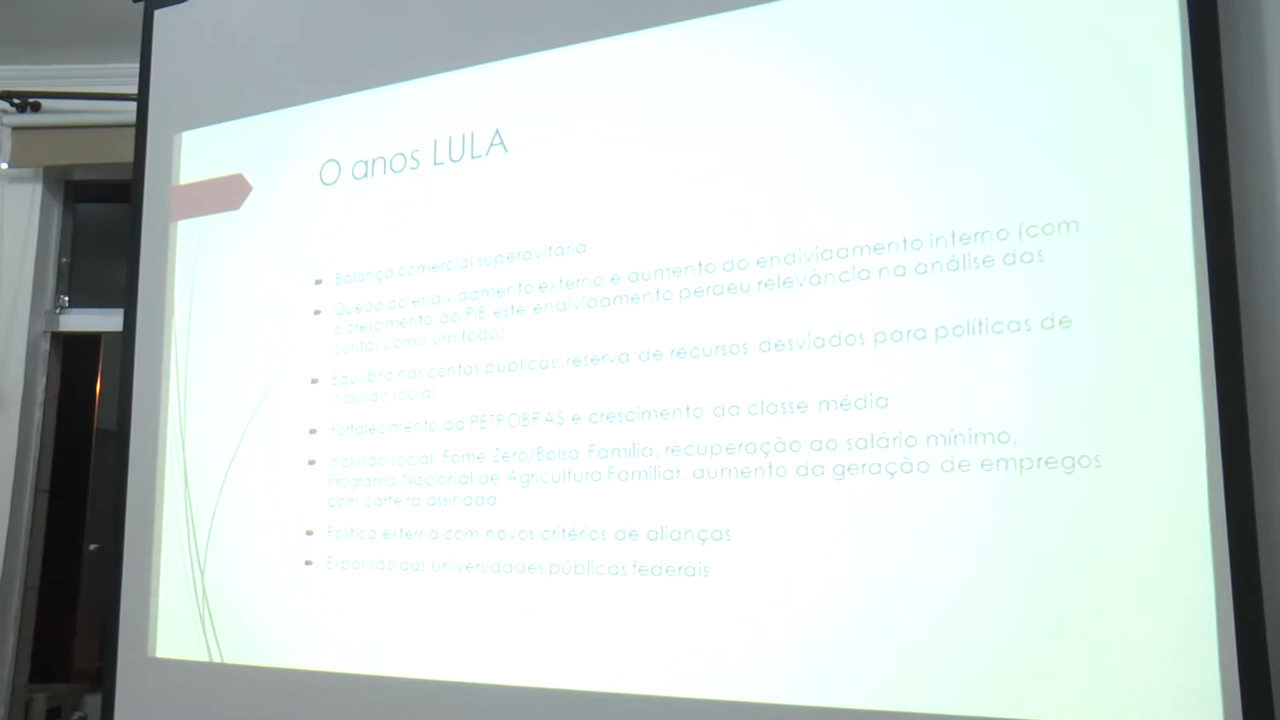 O anos LULA
Balança comercial superavitária
Queda do endividamento externo e aumento do endividamento interno (com
o crescimento do PIB este endividamento perdeu relevância na análise das
contas como um todo)
Equilíbrio nas contas públicas: reserva de recursos desviados para políticas de
inclusão social
Fortalecimento da PETROBRAS e crescimento da classe média
Inclusão social: Fome Zero/Bolsa Família, recuperação do salário mínimo,
Programa Nacional de Agricultura Familiar, aumento da geração de empregos
com carteira assinada
Política externa com novos critérios de alianças
Expansão das universidades públicas federais